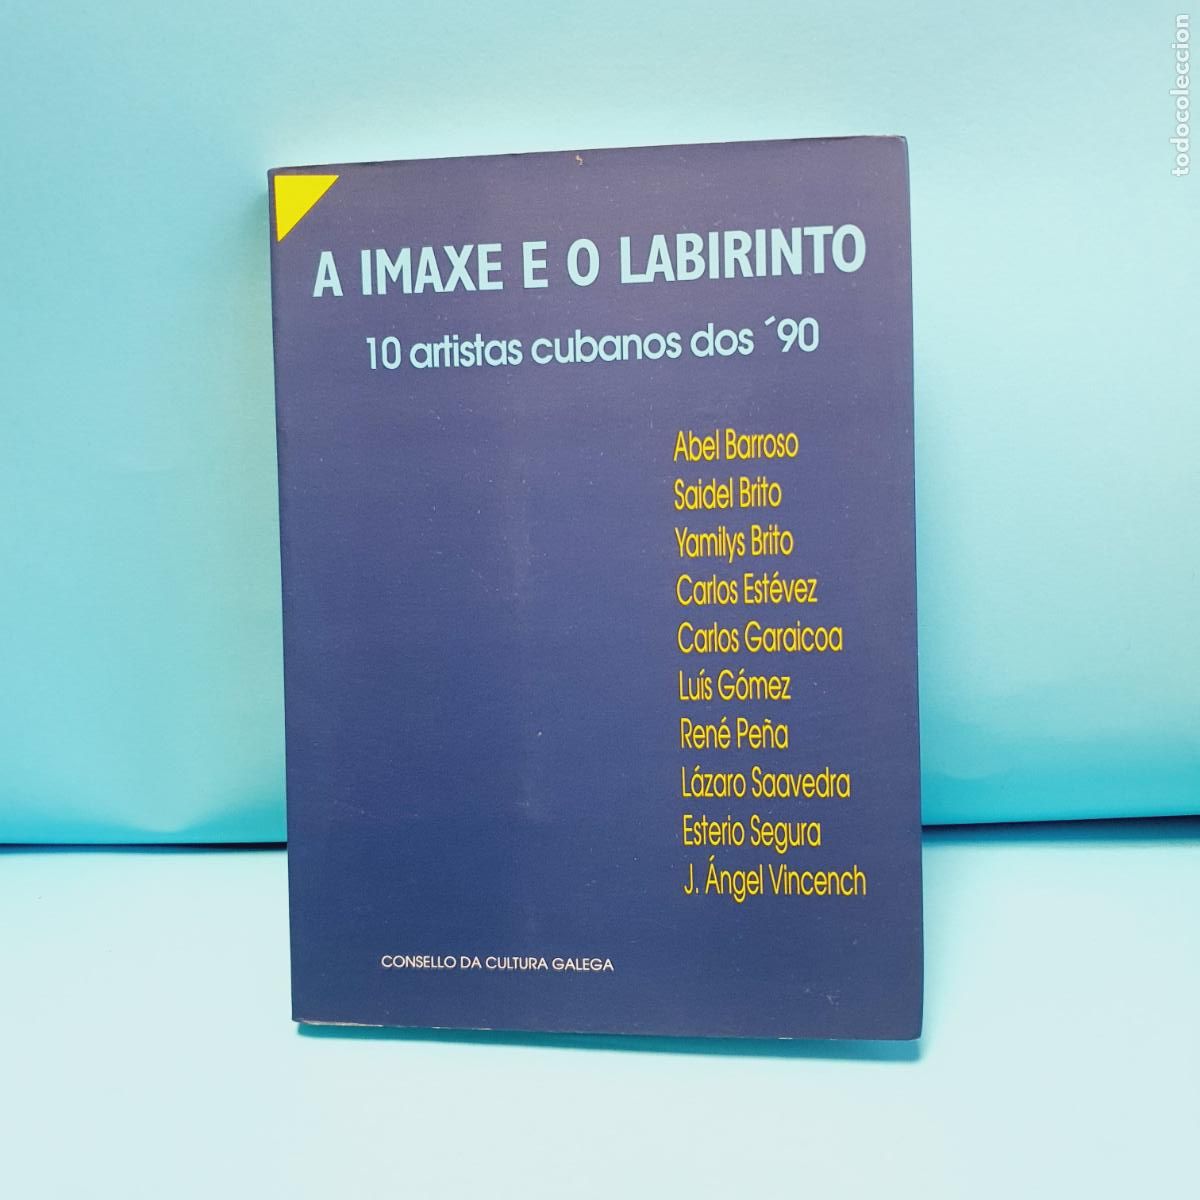 A IMAXE E O LABIRINTO
10 artistas cubanos dos ´90
Abel Barroso
Saidel Brito
Yamilys Brito
Carlos Estévez
Carlos Garaicoa
Luís Gómez
René Peña
Lázaro Saavedra
Esterio Segura
J. Ángel Vincench
CONSELLO DA CULTURA GALEGA
todocoleccion